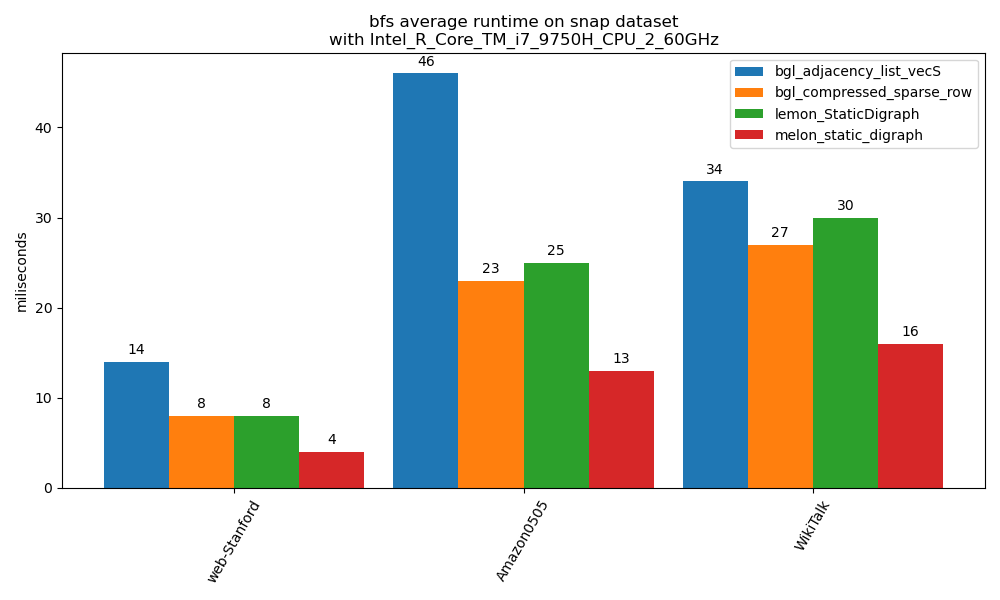 bfs average runtime on snap dataset
with Intel_R_Core_TM_i7_9750H_CPU_2_60GHz
bgl_adjacency_list_vecS
bgl_compressed_sparse_row
lemon_StaticDigraph
melon_static_digraph
miliseconds
40
30
20
10
0
14
8
8
4
46
23
25
13
34
27
30
16
web-Stanford
Amazon0505
WikiTalk